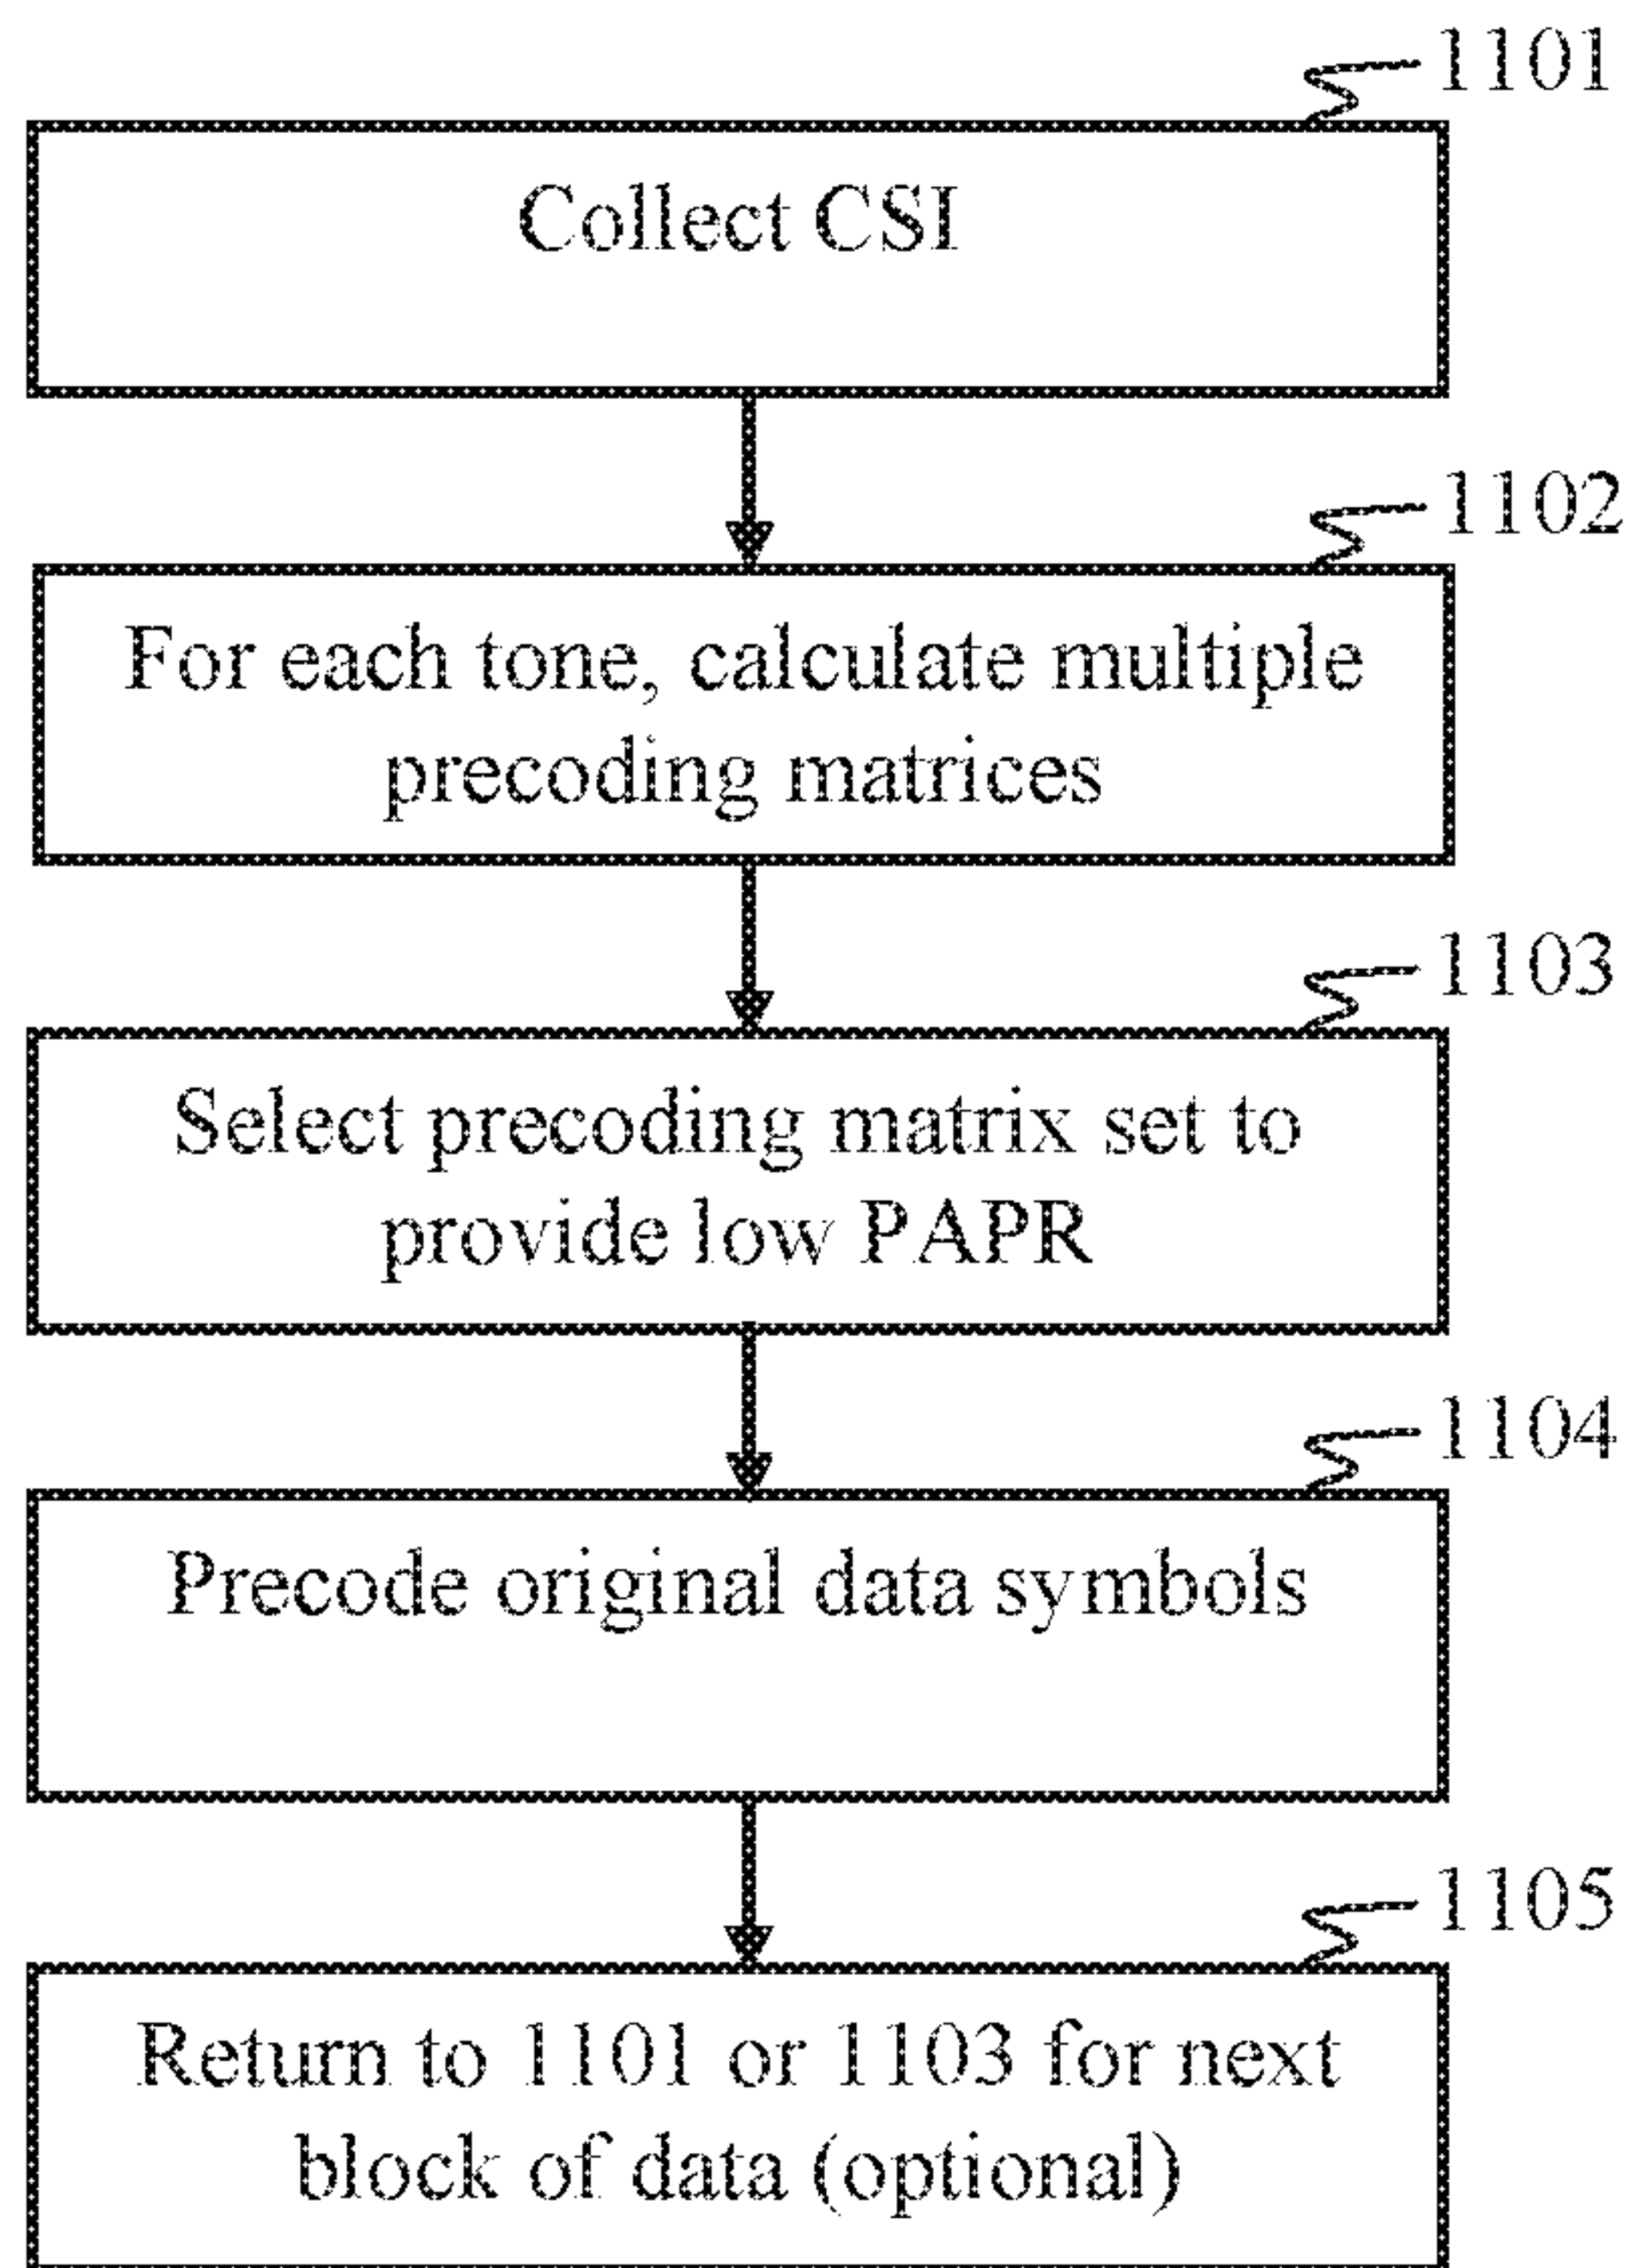 1101
Collect CSI
1102
For each tone, calculate multiple
precoding matrices
1103
Select precoding matrix set to
provide low PAPR
1104
Precode original data symbols
1105
Return to 1101 or 1103 for next
block of data (optional)